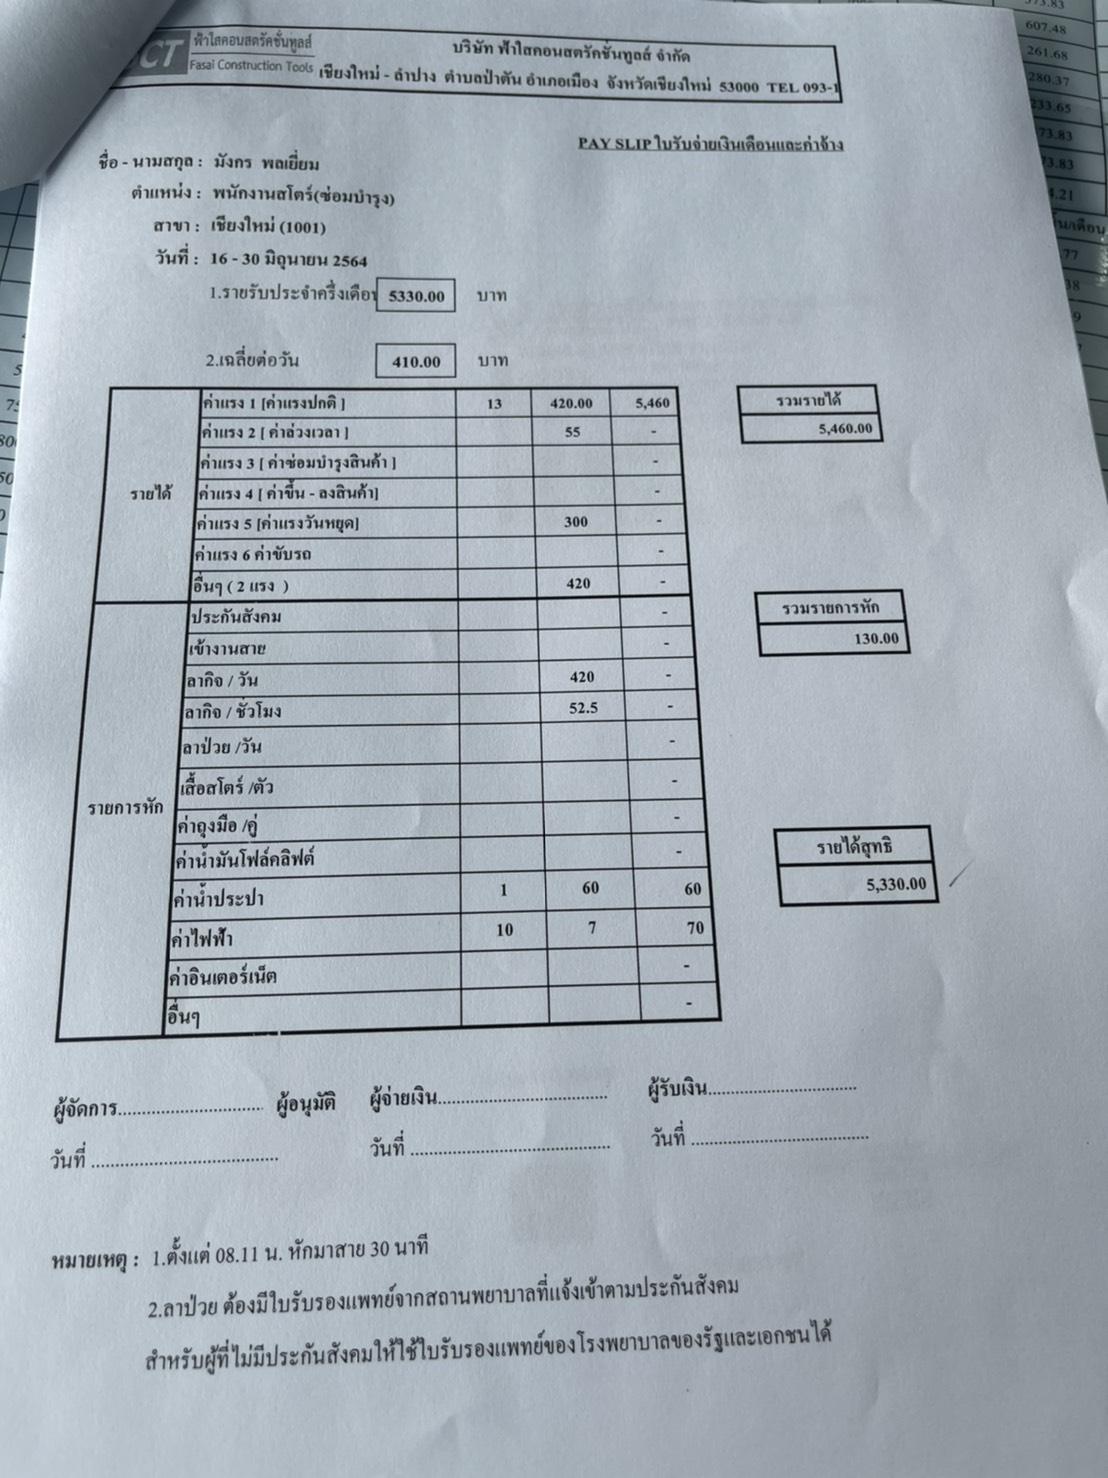 CT ฟ้าใสคอนสตรัคชั่นทูลส์
Fasai Construction Tools
บริษัท ฟ้าใสคอนสตรัคชั่นทูลส์ จำกัด
เชียงใหม่ - ลำปาง ตำบลป่าตัน อำเภอเมือง จังหวัดเชียงใหม่ 53000 TEL 093-1
PAY SLIP ใบรับจ่ายเงินเดือนและค่าจ้าง
ชื่อ - นามสกุล : มังกร พลเยี่ยม
ตำแหน่ง : พนักงานสโตร์(ซ่อมบำรุง)
สาขา : เชียงใหม่ (1001)
วันที่ : 16 - 30 มิถุนายน 2564
1.รายรับประจำครึ่งเดือน 5330.00 บาท
2.เฉลี่ยต่อวัน 410.00 บาท
รายได้
ค่าแรง 1 [ค่าแรงปกติ ] 13 420.00 5,460
ค่าแรง 2 [ ค่าล่วงเวลา ] 55 -
ค่าแรง 3 [ ค่าซ่อมบำรุงสินค้า ] -
ค่าแรง 4 [ ค่าขึ้น - ลงสินค้า] -
ค่าแรง 5 [ค่าแรงวันหยุด] 300 -
ค่าแรง 6 ค่าขับรถ -
อื่นๆ ( 2 แรง ) 420 -
รวมรายได้
5,460.00
รายการหัก
ประกันสังคม -
เข้างานสาย -
ลากิจ / วัน 420 -
ลากิจ / ชั่วโมง 52.5 -
ลาป่วย /วัน -
เสื้อสโตร์ /ตัว -
ค่าถุงมือ /คู่ -
ค่าน้ำมันโฟล์คลิฟต์ -
ค่าน้ำประปา 1 60 60
ค่าไฟฟ้า 10 7 70
ค่าอินเตอร์เน็ต -
อื่นๆ -
รวมรายการหัก
130.00
รายได้สุทธิ
5,330.00
ผู้จัดการ.............................. ผู้อนุมัติ ผู้จ่ายเงิน................................... ผู้รับเงิน...............................
วันที่ ....................................... วันที่ ......................................... วันที่ .....................................
หมายเหตุ : 1.ตั้งแต่ 08.11 น. หักมาสาย 30 นาที
2.ลาป่วย ต้องมีใบรับรองแพทย์จากสถานพยาบาลที่แจ้งเข้าตามประกันสังคม
สำหรับผู้ที่ไม่มีประกันสังคมให้ใช้ใบรับรองแพทย์ของโรงพยาบาลของรัฐและเอกชนได้
607.48
261.68
280.37
233.65